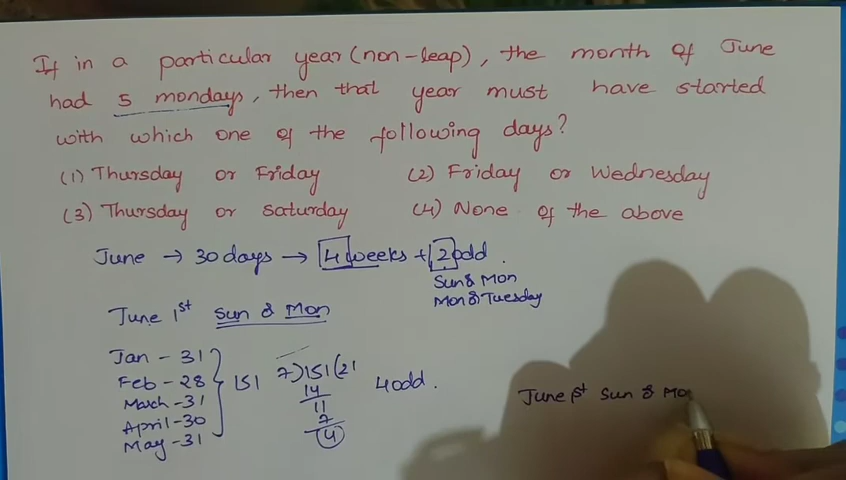 If in a particular year (non-leap), the month of June
had 5 mondays, then that year must have started
with which one of the following days?
(1) Thursday or Friday (2) Friday or Wednesday
(3) Thursday or Saturday (4) None of the above
June → 30 days → 4 weeks + 2 odd.
Sun & Mon
Mon & Tuesday
June 1st Sun & Mon
Jan - 31
Feb - 28 } 151 7)151(21 4 odd.
March - 31 14
April - 30 11
May - 31 7
4
June 1st Sun & Mo